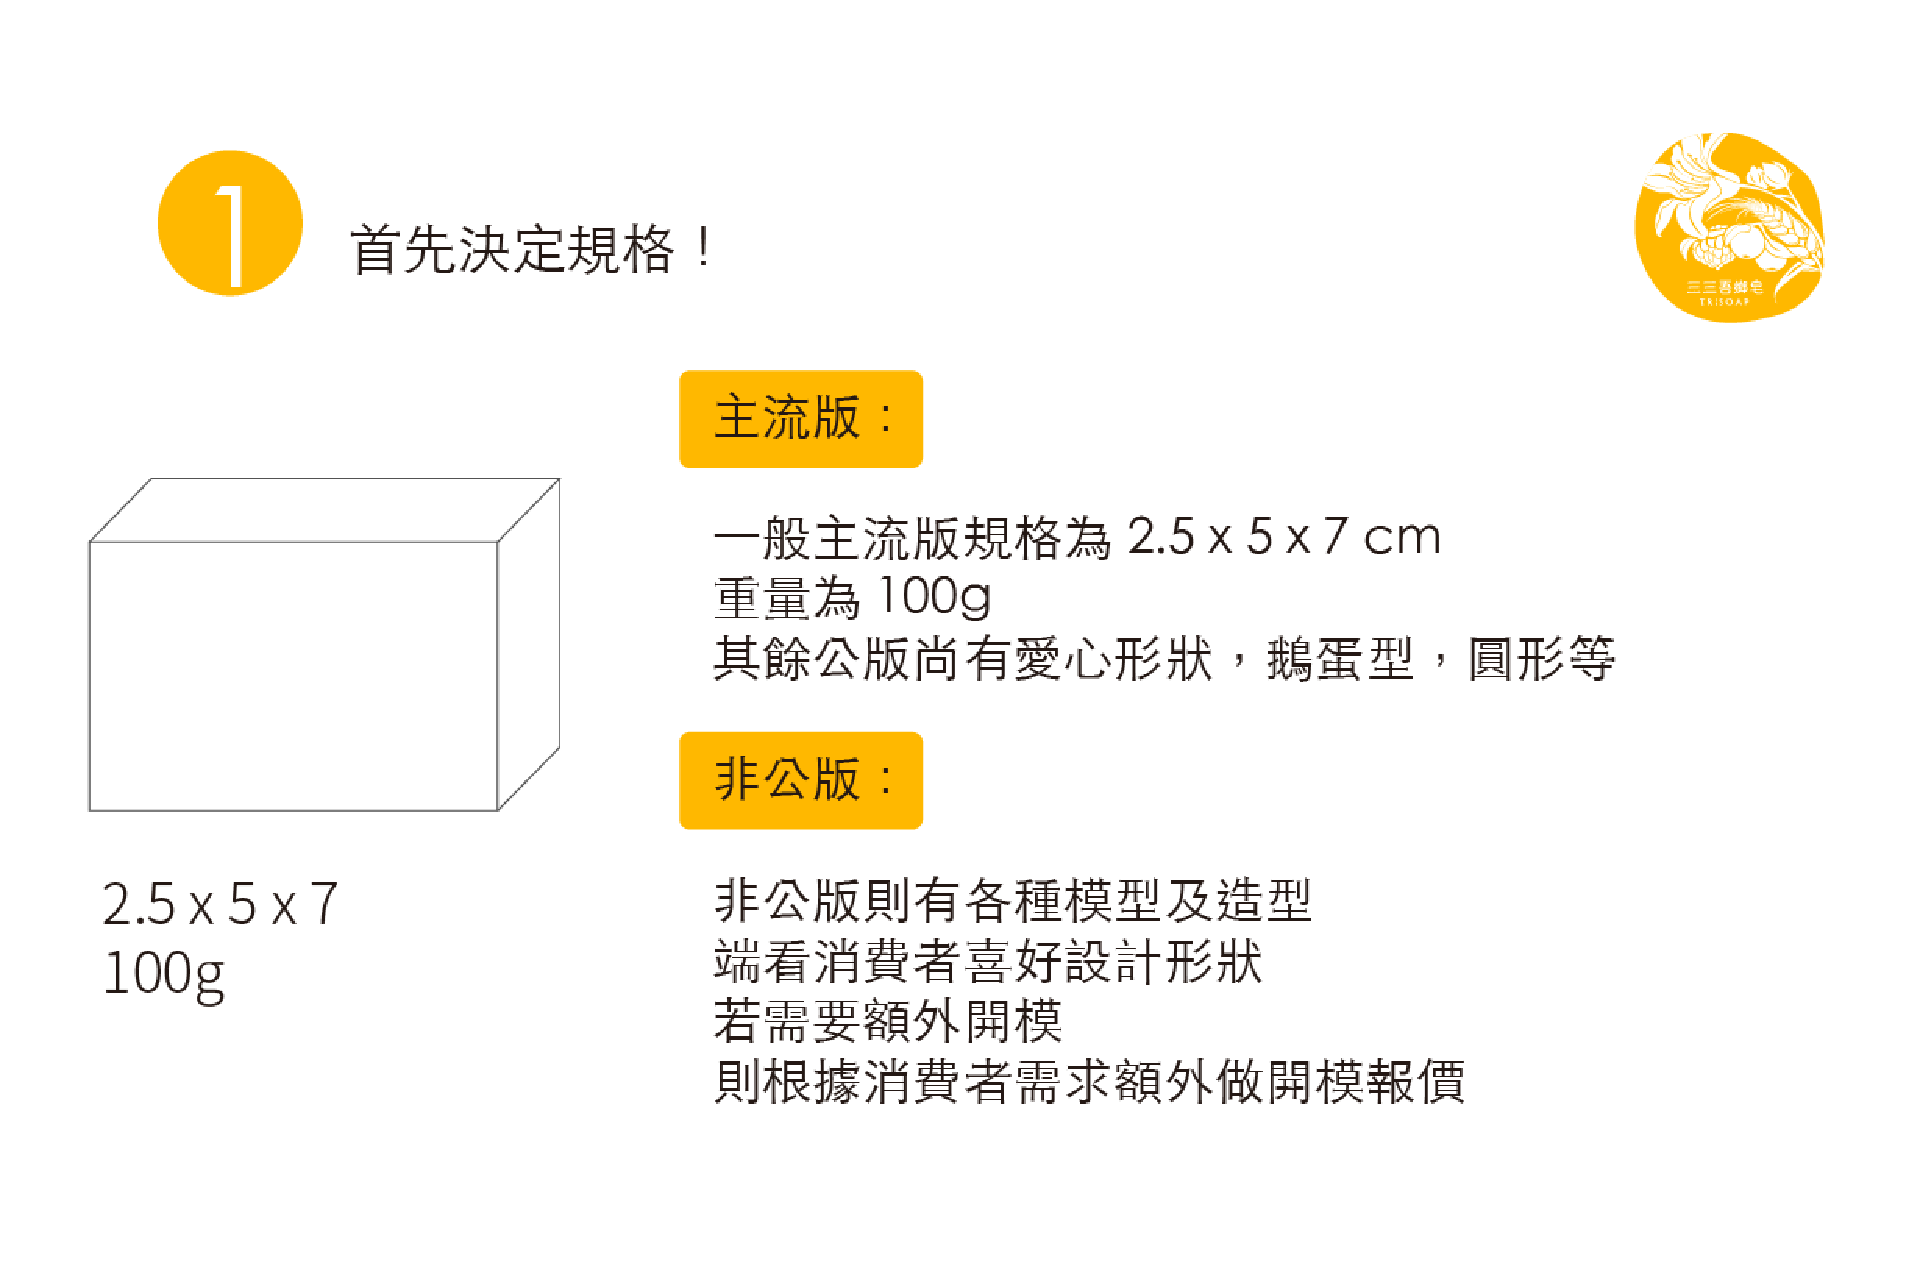 1
首先決定規格！
三三吾鄉皂
TRISOAP
主流版：
一般主流版規格為 2.5 x 5 x 7 cm
重量為 100g
其餘公版尚有愛心形狀，鵝蛋型，圓形等
非公版：
非公版則有各種模型及造型
端看消費者喜好設計形狀
若需要額外開模
則根據消費者需求額外做開模報價
2.5 x 5 x 7
100g